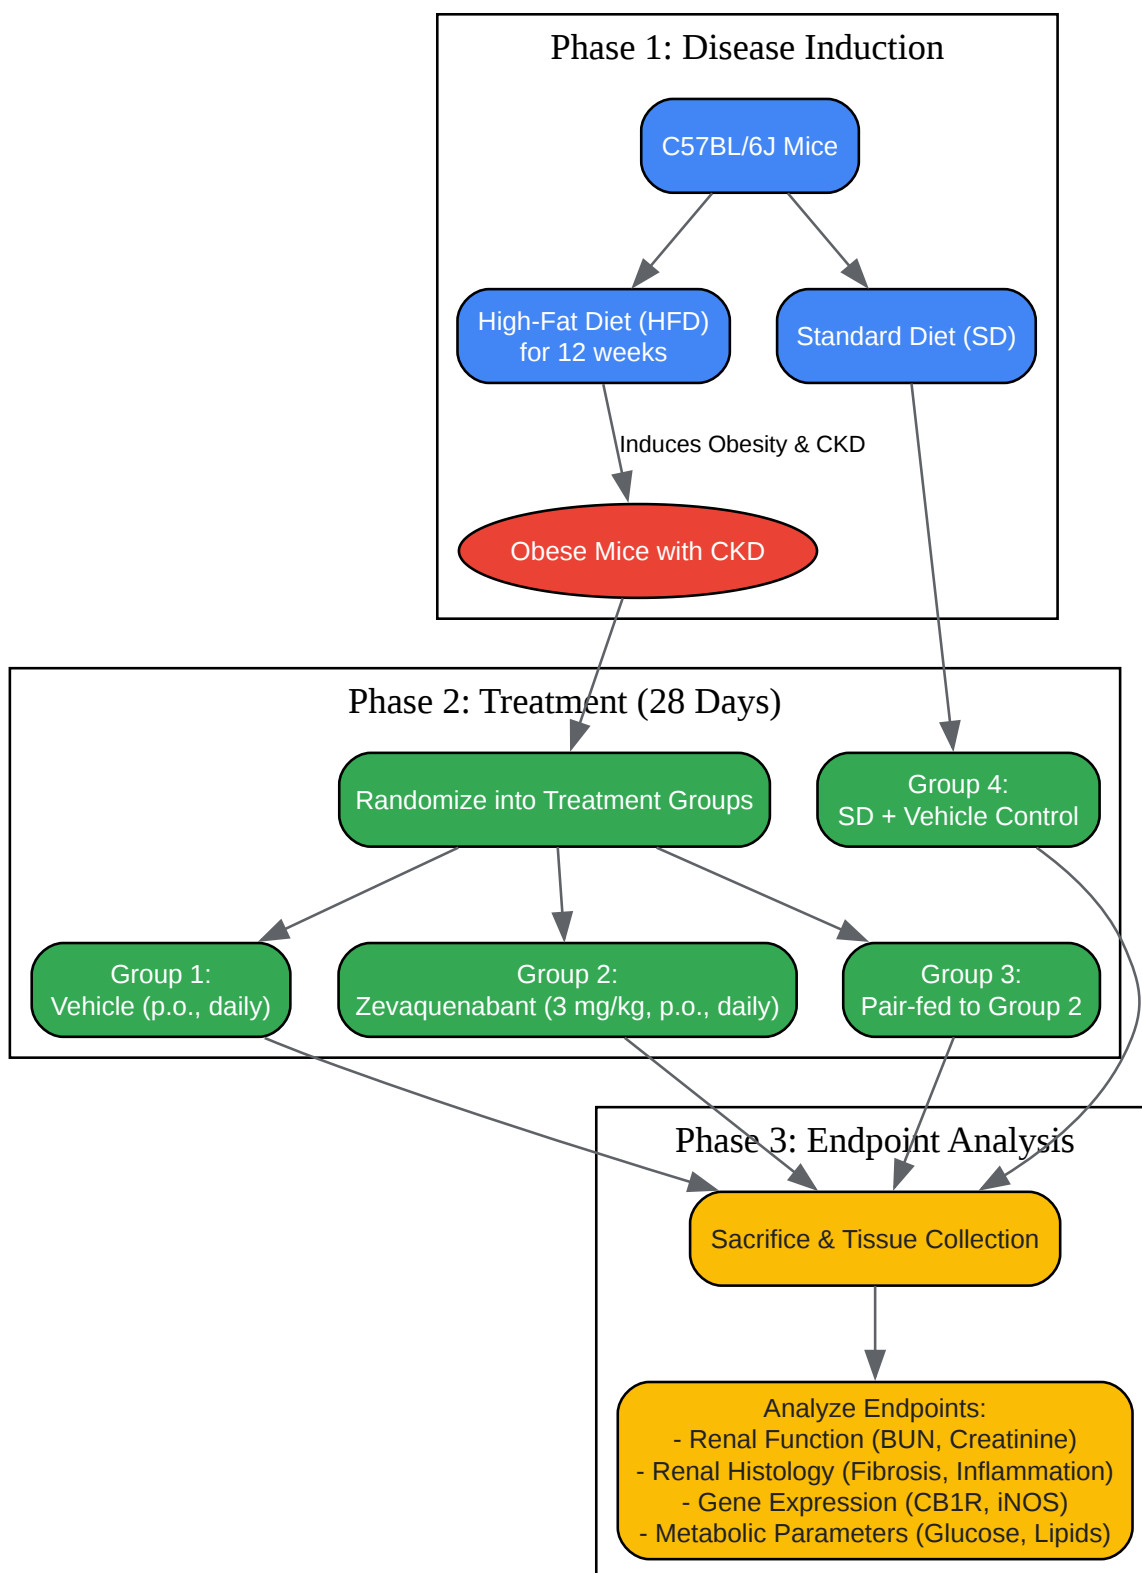 Phase 1: Disease Induction
C57BL/6J Mice
High-Fat Diet (HFD)
for 12 weeks
Standard Diet (SD)
Induces Obesity & CKD
Obese Mice with CKD
Phase 2: Treatment (28 Days)
Randomize into Treatment Groups
Group 4:
SD + Vehicle Control
Group 1:
Vehicle (p.o., daily)
Group 2:
Zevaquenabant (3 mg/kg, p.o., daily)
Group 3:
Pair-fed to Group 2
Phase 3: Endpoint Analysis
Sacrifice & Tissue Collection
Analyze Endpoints:
- Renal Function (BUN, Creatinine)
- Renal Histology (Fibrosis, Inflammation)
- Gene Expression (CB1R, iNOS)
- Metabolic Parameters (Glucose, Lipids)